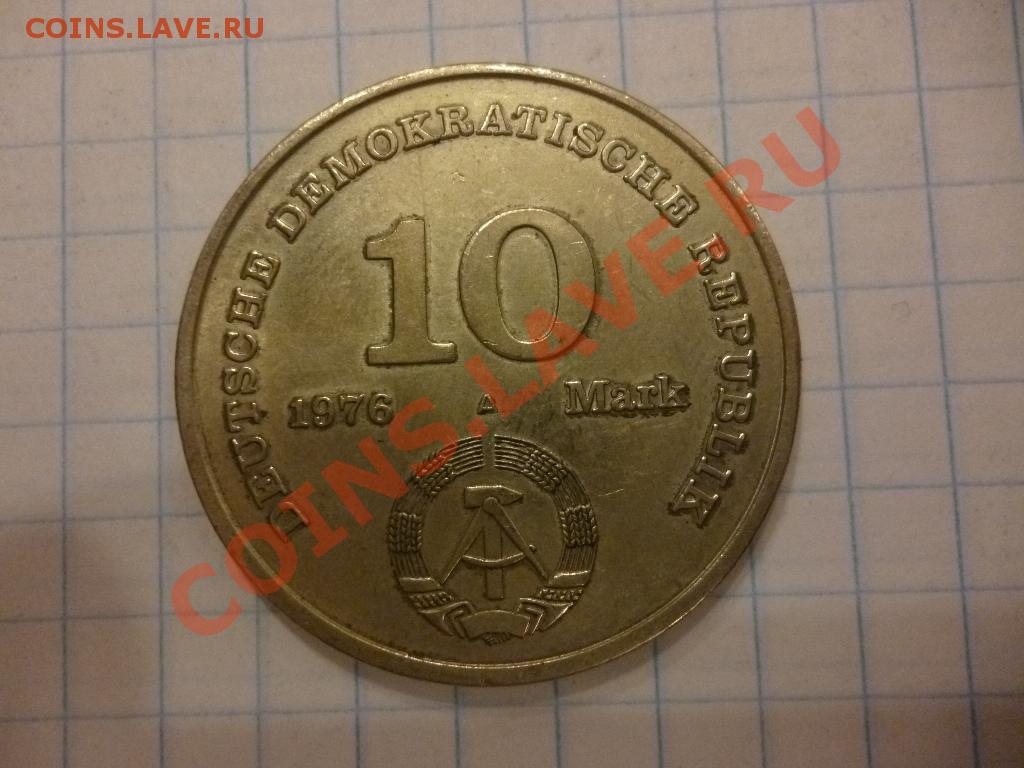 COINS.LAVE.RU
DEUTSCHE DEMOKRATISCHE REPUBLIK
10
1976 A Mark
COINS.LAVE.RU